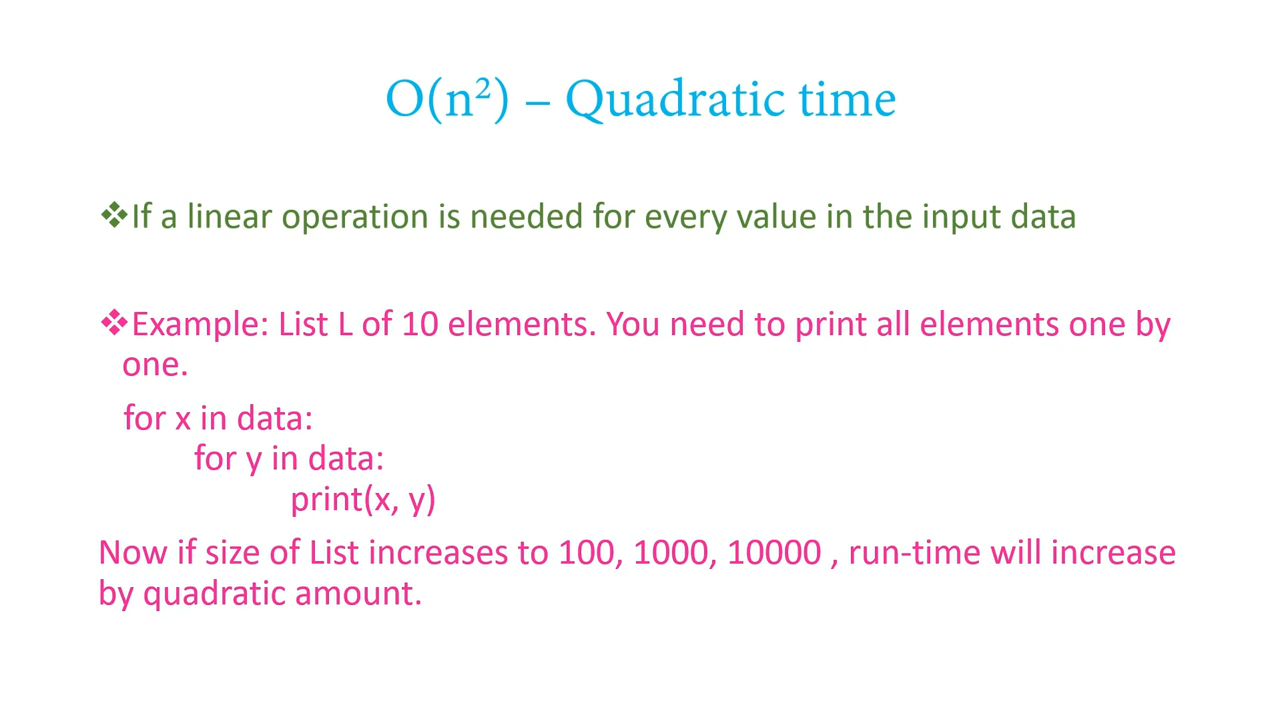 O(n²) – Quadratic time
❖If a linear operation is needed for every value in the input data
❖Example: List L of 10 elements. You need to print all elements one by
one.
for x in data:
for y in data:
print(x, y)
Now if size of List increases to 100, 1000, 10000 , run-time will increase
by quadratic amount.